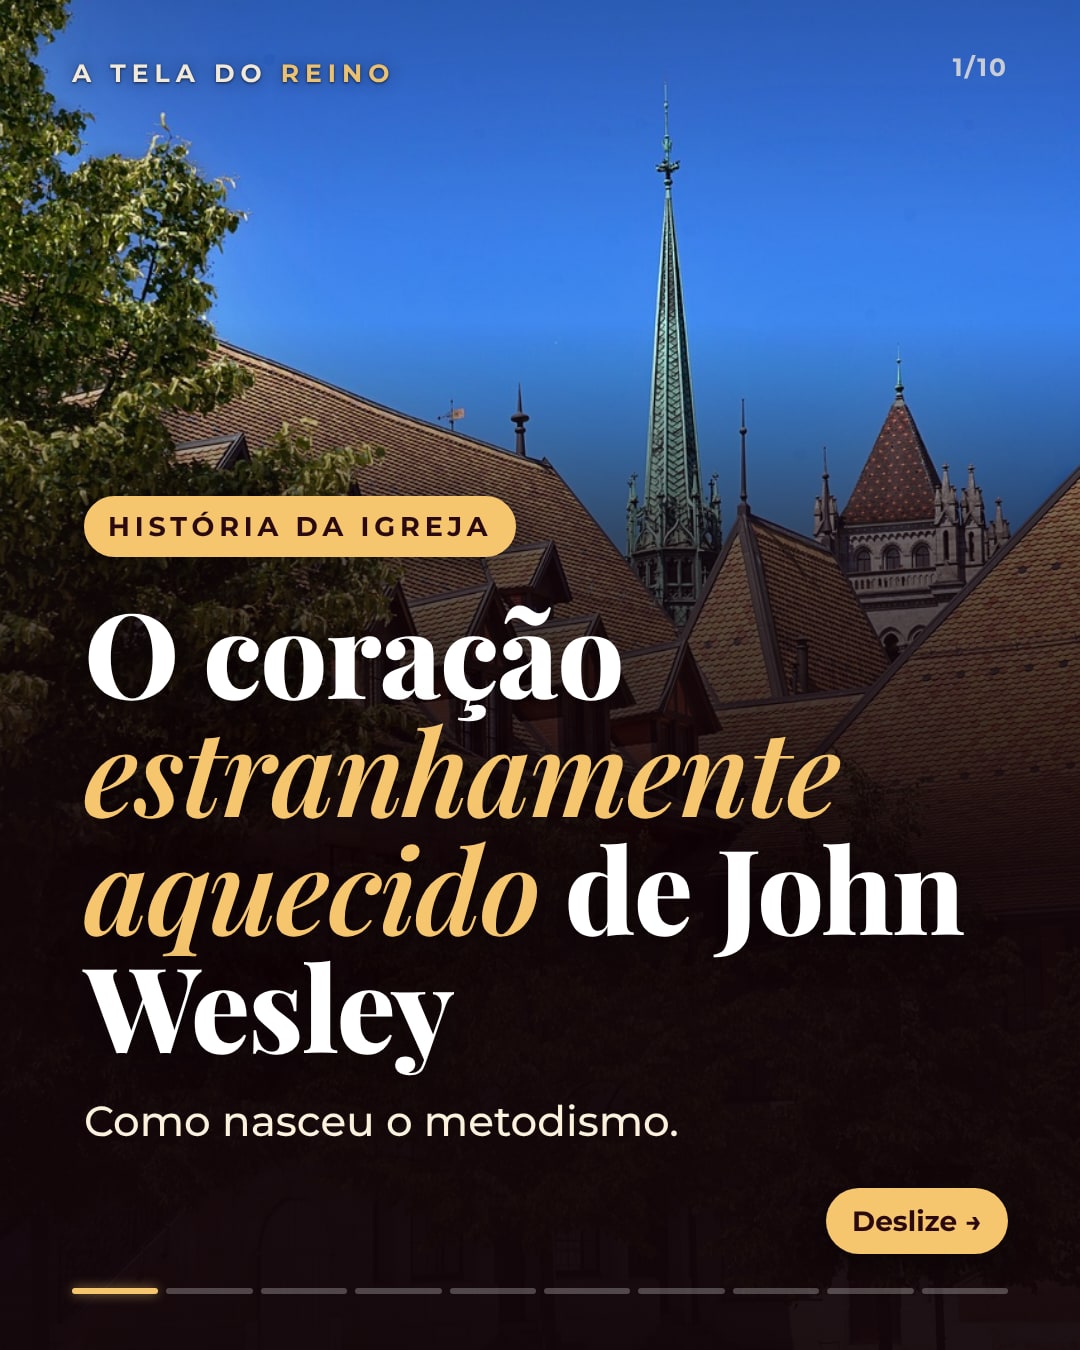 A TELA DO REINO
1/10
HISTÓRIA DA IGREJA
O coração
estranhamente
aquecido de John
Wesley
Como nasceu o metodismo.
Deslize →